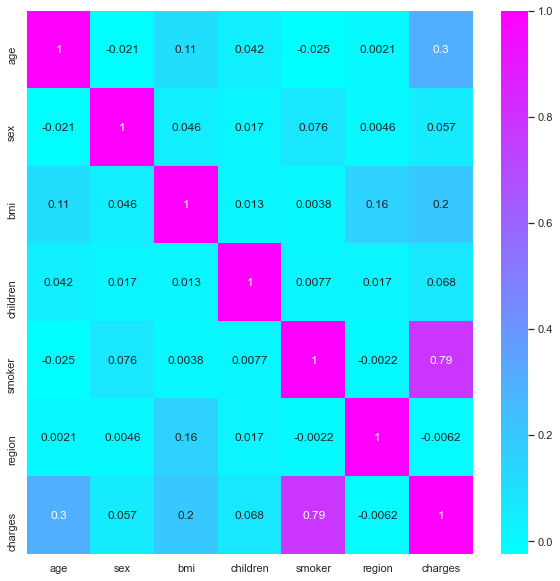 age 1 -0.021 0.11 0.042 -0.025 0.0021 0.3
sex -0.021 1 0.046 0.017 0.076 0.0046 0.057
bmi 0.11 0.046 1 0.013 0.0038 0.16 0.2
children 0.042 0.017 0.013 1 0.0077 0.017 0.068
smoker -0.025 0.076 0.0038 0.0077 1 -0.0022 0.79
region 0.0021 0.0046 0.16 0.017 -0.0022 1 -0.0062
charges 0.3 0.057 0.2 0.068 0.79 -0.0062 1
age sex bmi children smoker region charges
1.0
0.8
0.6
0.4
0.2
0.0